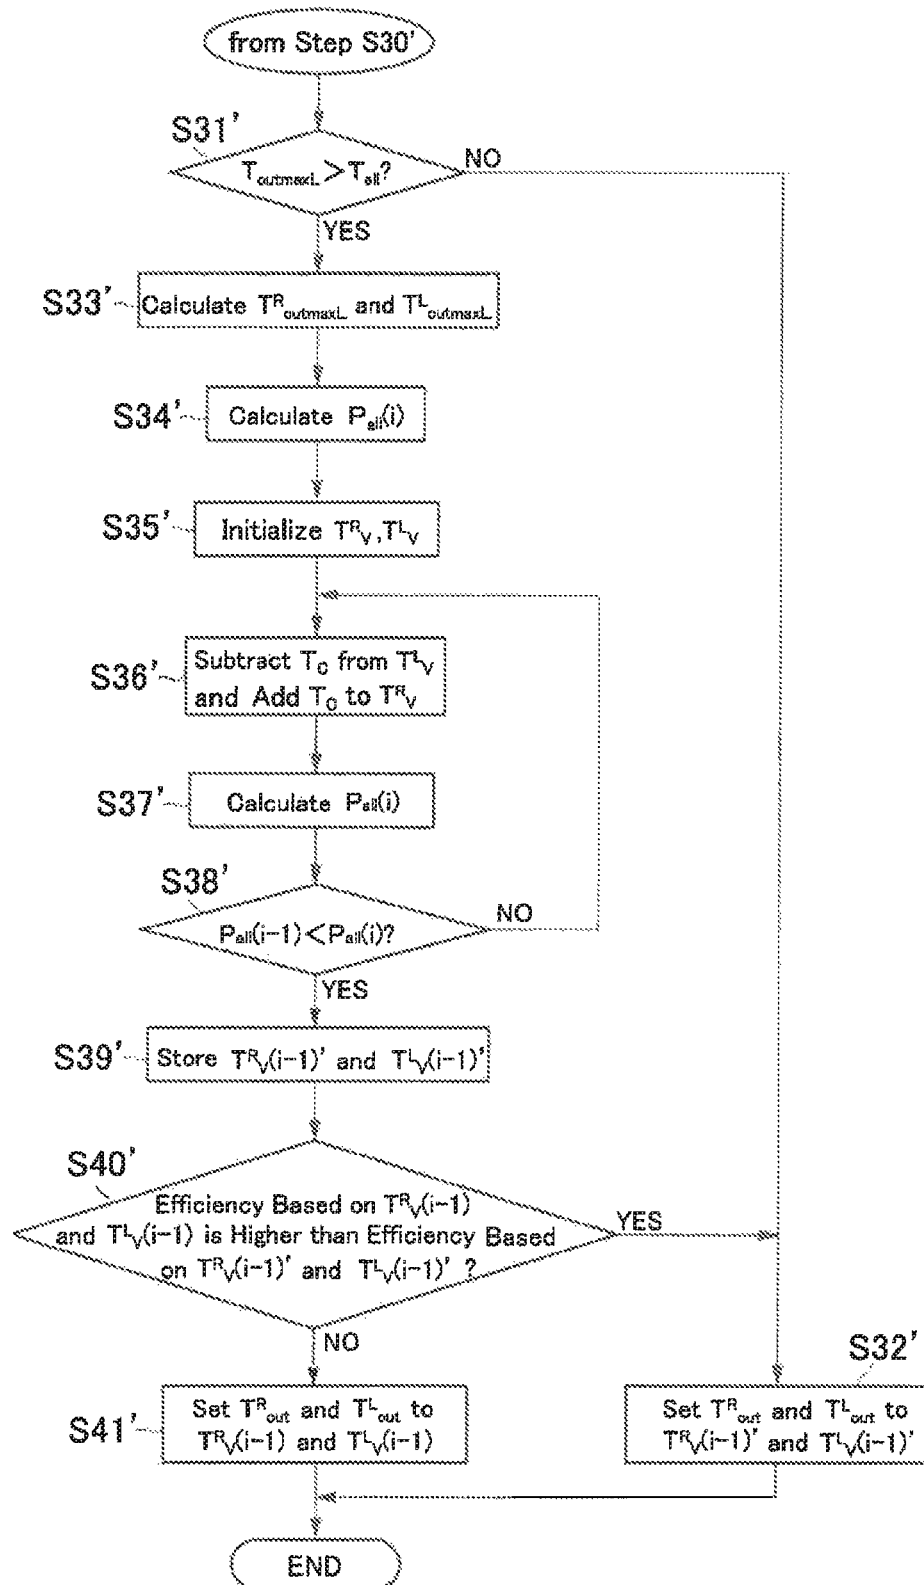 from Step S30'
S31'
T_outmaxL > T_all?
NO
YES
S33'
Calculate T^R_outmaxL and T^L_outmaxL
S34'
Calculate P_all(i)
S35'
Initialize T^R_V, T^L_V
S36'
Subtract T_C from T^L_V
and Add T_C to T^R_V
S37'
Calculate P_all(i)
S38'
P_all(i-1) < P_all(i)?
NO
YES
S39'
Store T^R_V(i-1)' and T^L_V(i-1)'
S40'
Efficiency Based on T^R_V(i-1)
and T^L_V(i-1) is Higher than Efficiency Based
on T^R_V(i-1)' and T^L_V(i-1)' ?
YES
NO
S41'
Set T^R_out and T^L_out to
T^R_V(i-1) and T^L_V(i-1)
S32'
Set T^R_out and T^L_out to
T^R_V(i-1)' and T^L_V(i-1)'
END